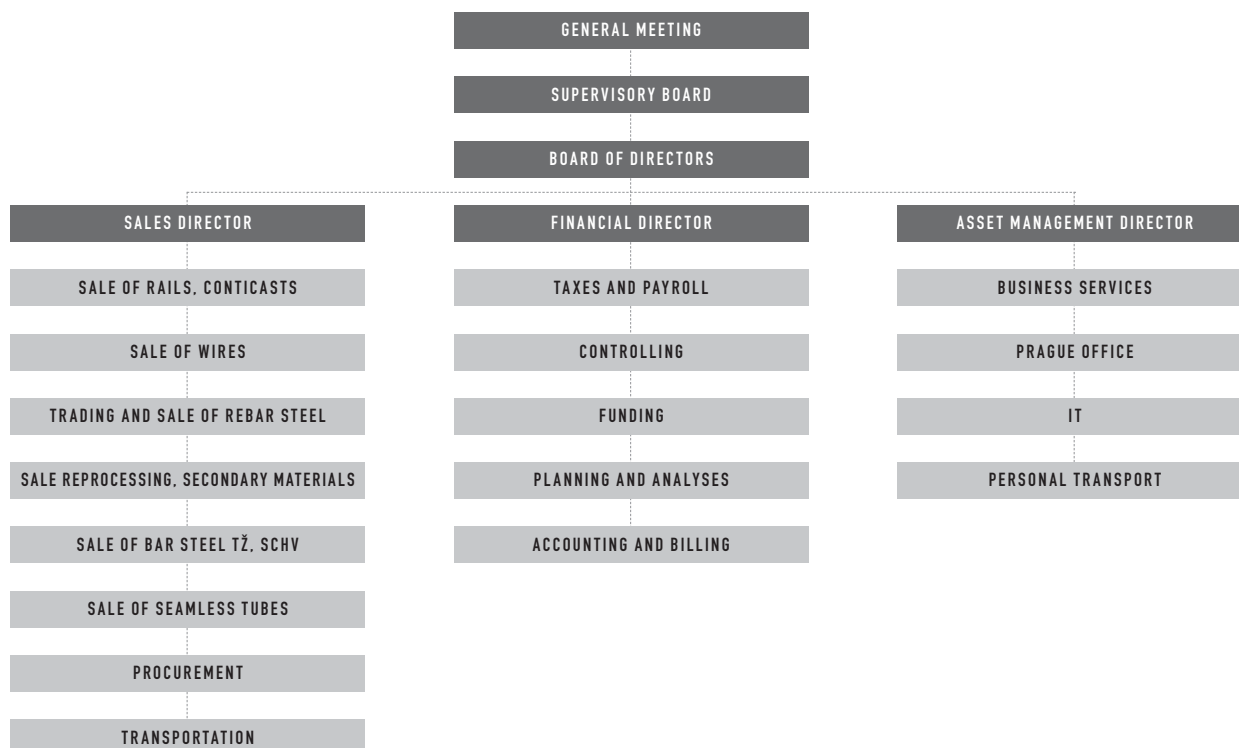 GENERAL MEETING
SUPERVISORY BOARD
BOARD OF DIRECTORS
SALES DIRECTOR
SALE OF RAILS, CONTICASTS
SALE OF WIRES
TRADING AND SALE OF REBAR STEEL
SALE REPROCESSING, SECONDARY MATERIALS
SALE OF BAR STEEL TŽ, SCHV
SALE OF SEAMLESS TUBES
PROCUREMENT
TRANSPORTATION
FINANCIAL DIRECTOR
TAXES AND PAYROLL
CONTROLLING
FUNDING
PLANNING AND ANALYSES
ACCOUNTING AND BILLING
ASSET MANAGEMENT DIRECTOR
BUSINESS SERVICES
PRAGUE OFFICE
IT
PERSONAL TRANSPORT